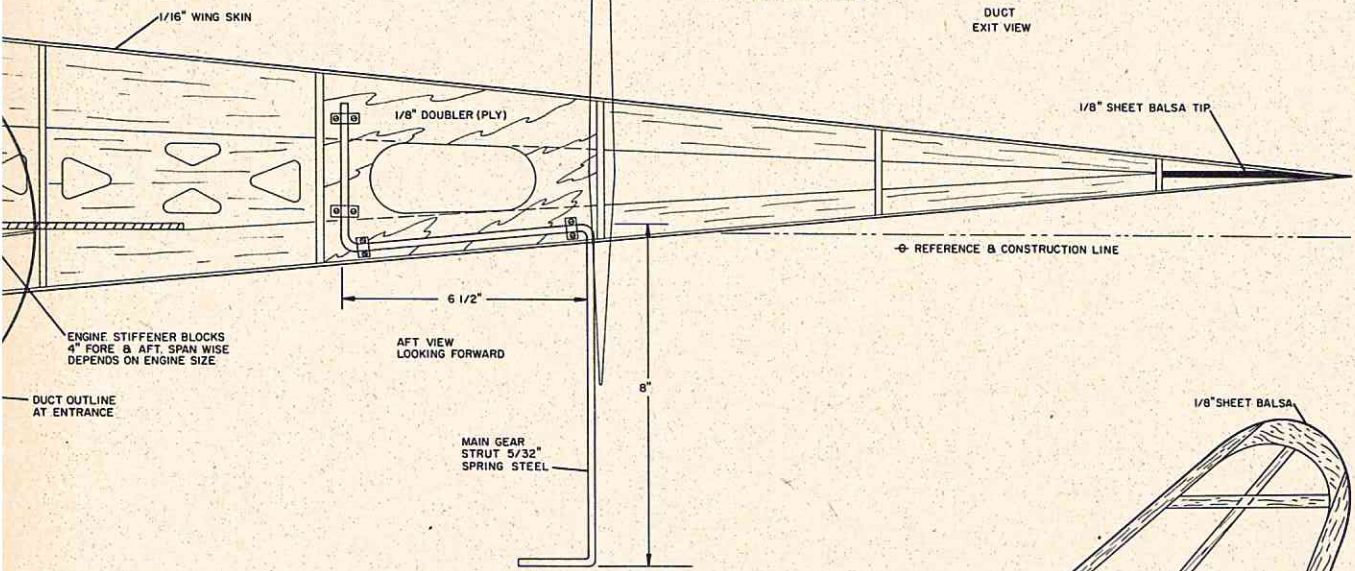 1/16" WING SKIN
DUCT
EXIT VIEW
1/8" DOUBLER (PLY)
1/8" SHEET BALSA TIP
REFERENCE & CONSTRUCTION LINE
6 1/2"
ENGINE STIFFENER BLOCKS
4" FORE & AFT. SPAN WISE
DEPENDS ON ENGINE SIZE
AFT VIEW
LOOKING FORWARD
8"
DUCT OUTLINE
AT ENTRANCE
1/8" SHEET BALSA
MAIN GEAR
STRUT 5/32"
SPRING STEEL